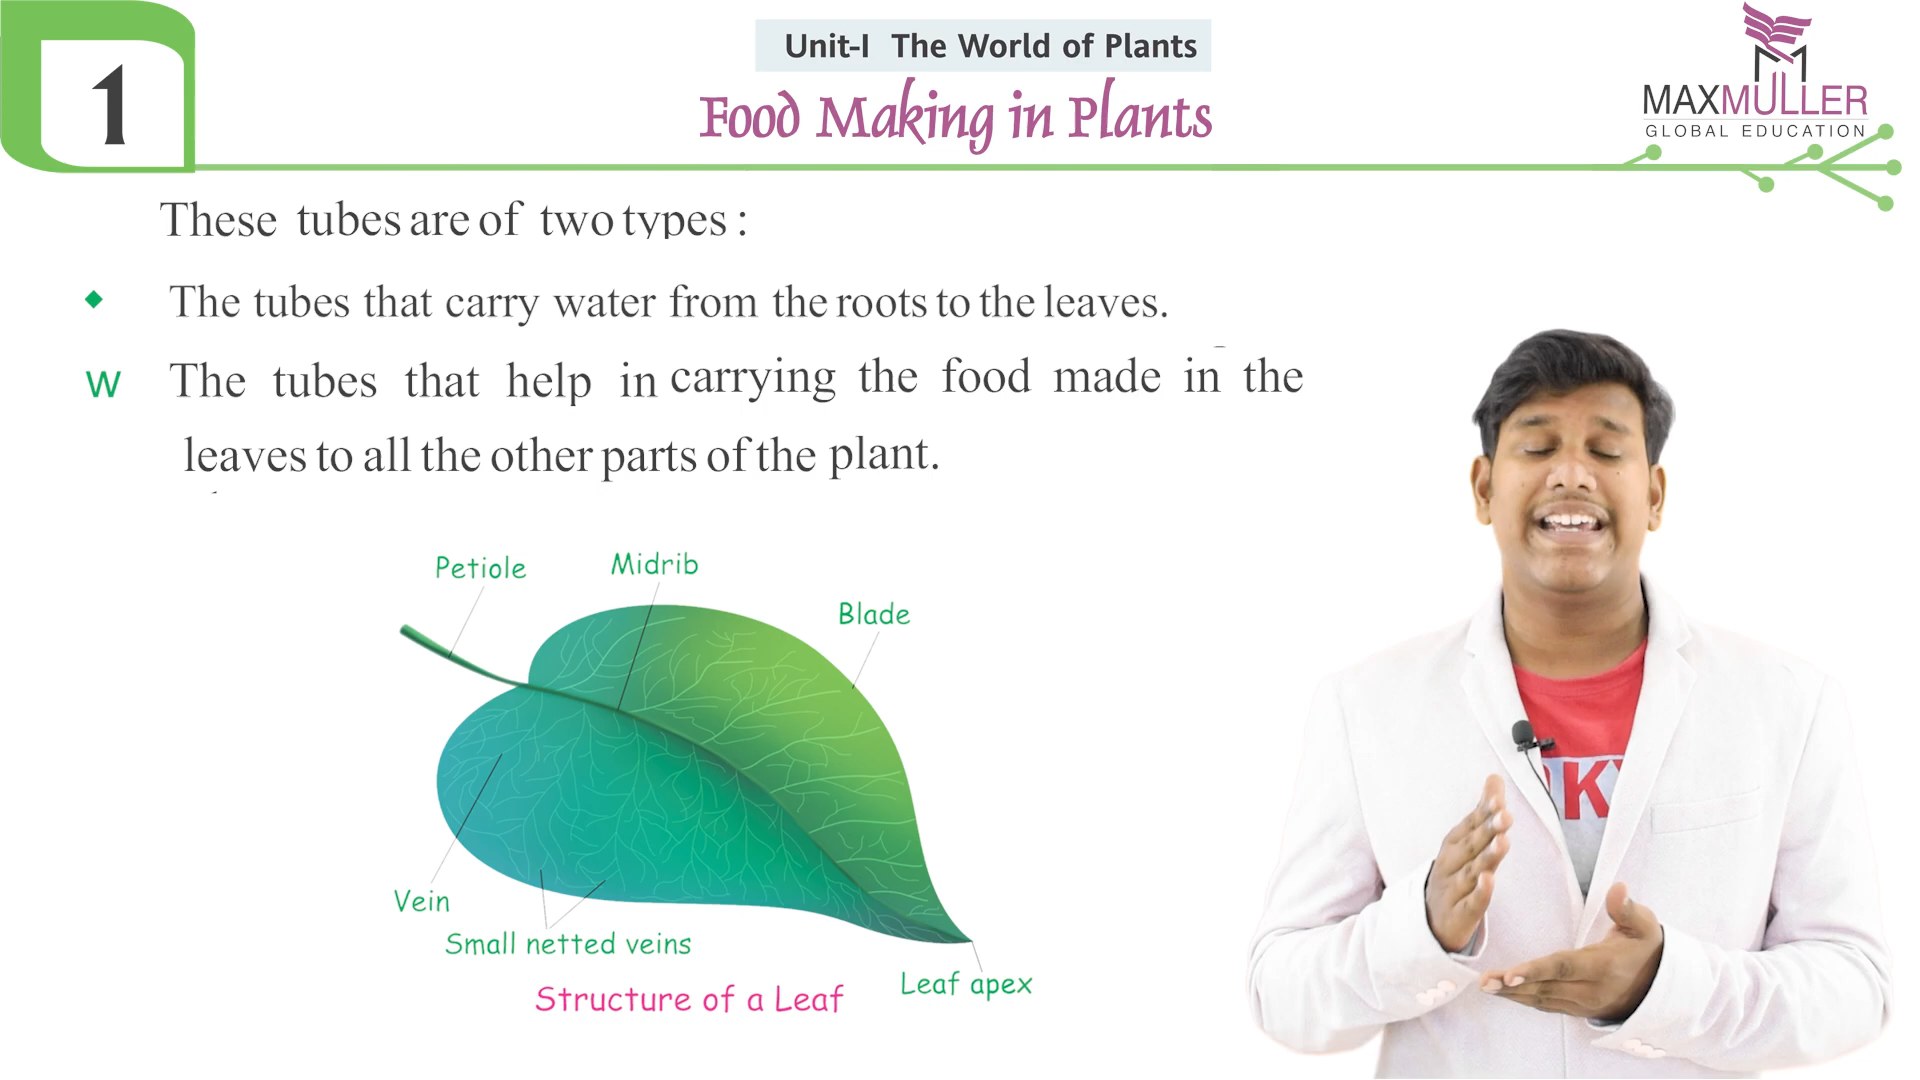 1
Unit-I The World of Plants
Food Making in Plants
MAXMULLER
GLOBAL EDUCATION
These tubes are of two types :
The tubes that carry water from the roots to the leaves.
W The tubes that help in carrying the food made in the
leaves to all the other parts of the plant.
Petiole
Midrib
Blade
Vein
Small netted veins
Leaf apex
Structure of a Leaf